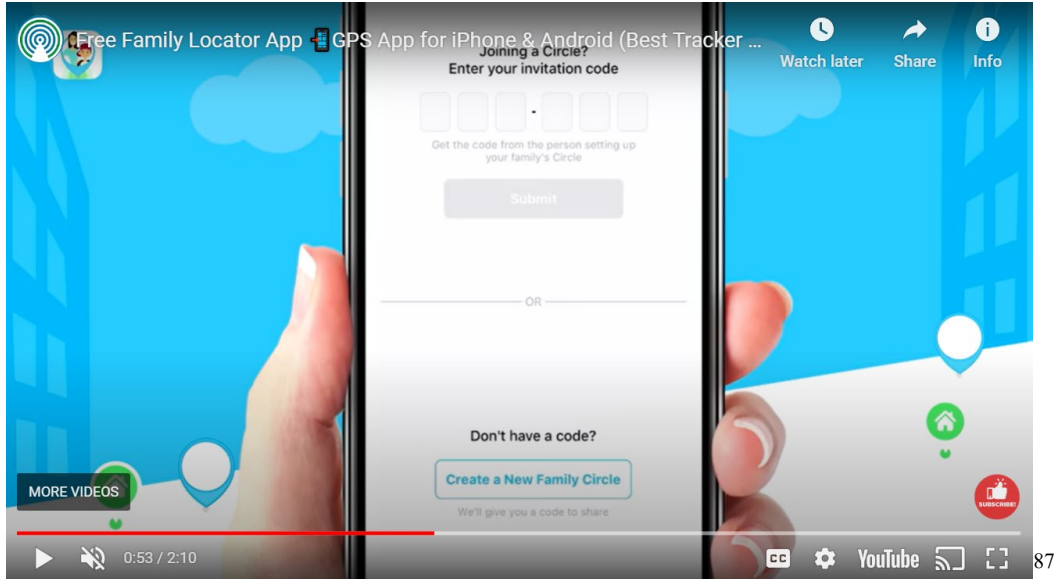 Free Family Locator App 📲 GPS App for iPhone & Android (Best Tracker ...
Watch later
Share
Info
Joining a Circle?
Enter your invitation code
-
Get the code from the person setting up
your family's Circle
Submit
OR
Don't have a code?
Create a New Family Circle
We'll give you a code to share
MORE VIDEOS
SUBSCRIBE!
0:53 / 2:10
CC
YouTube
87